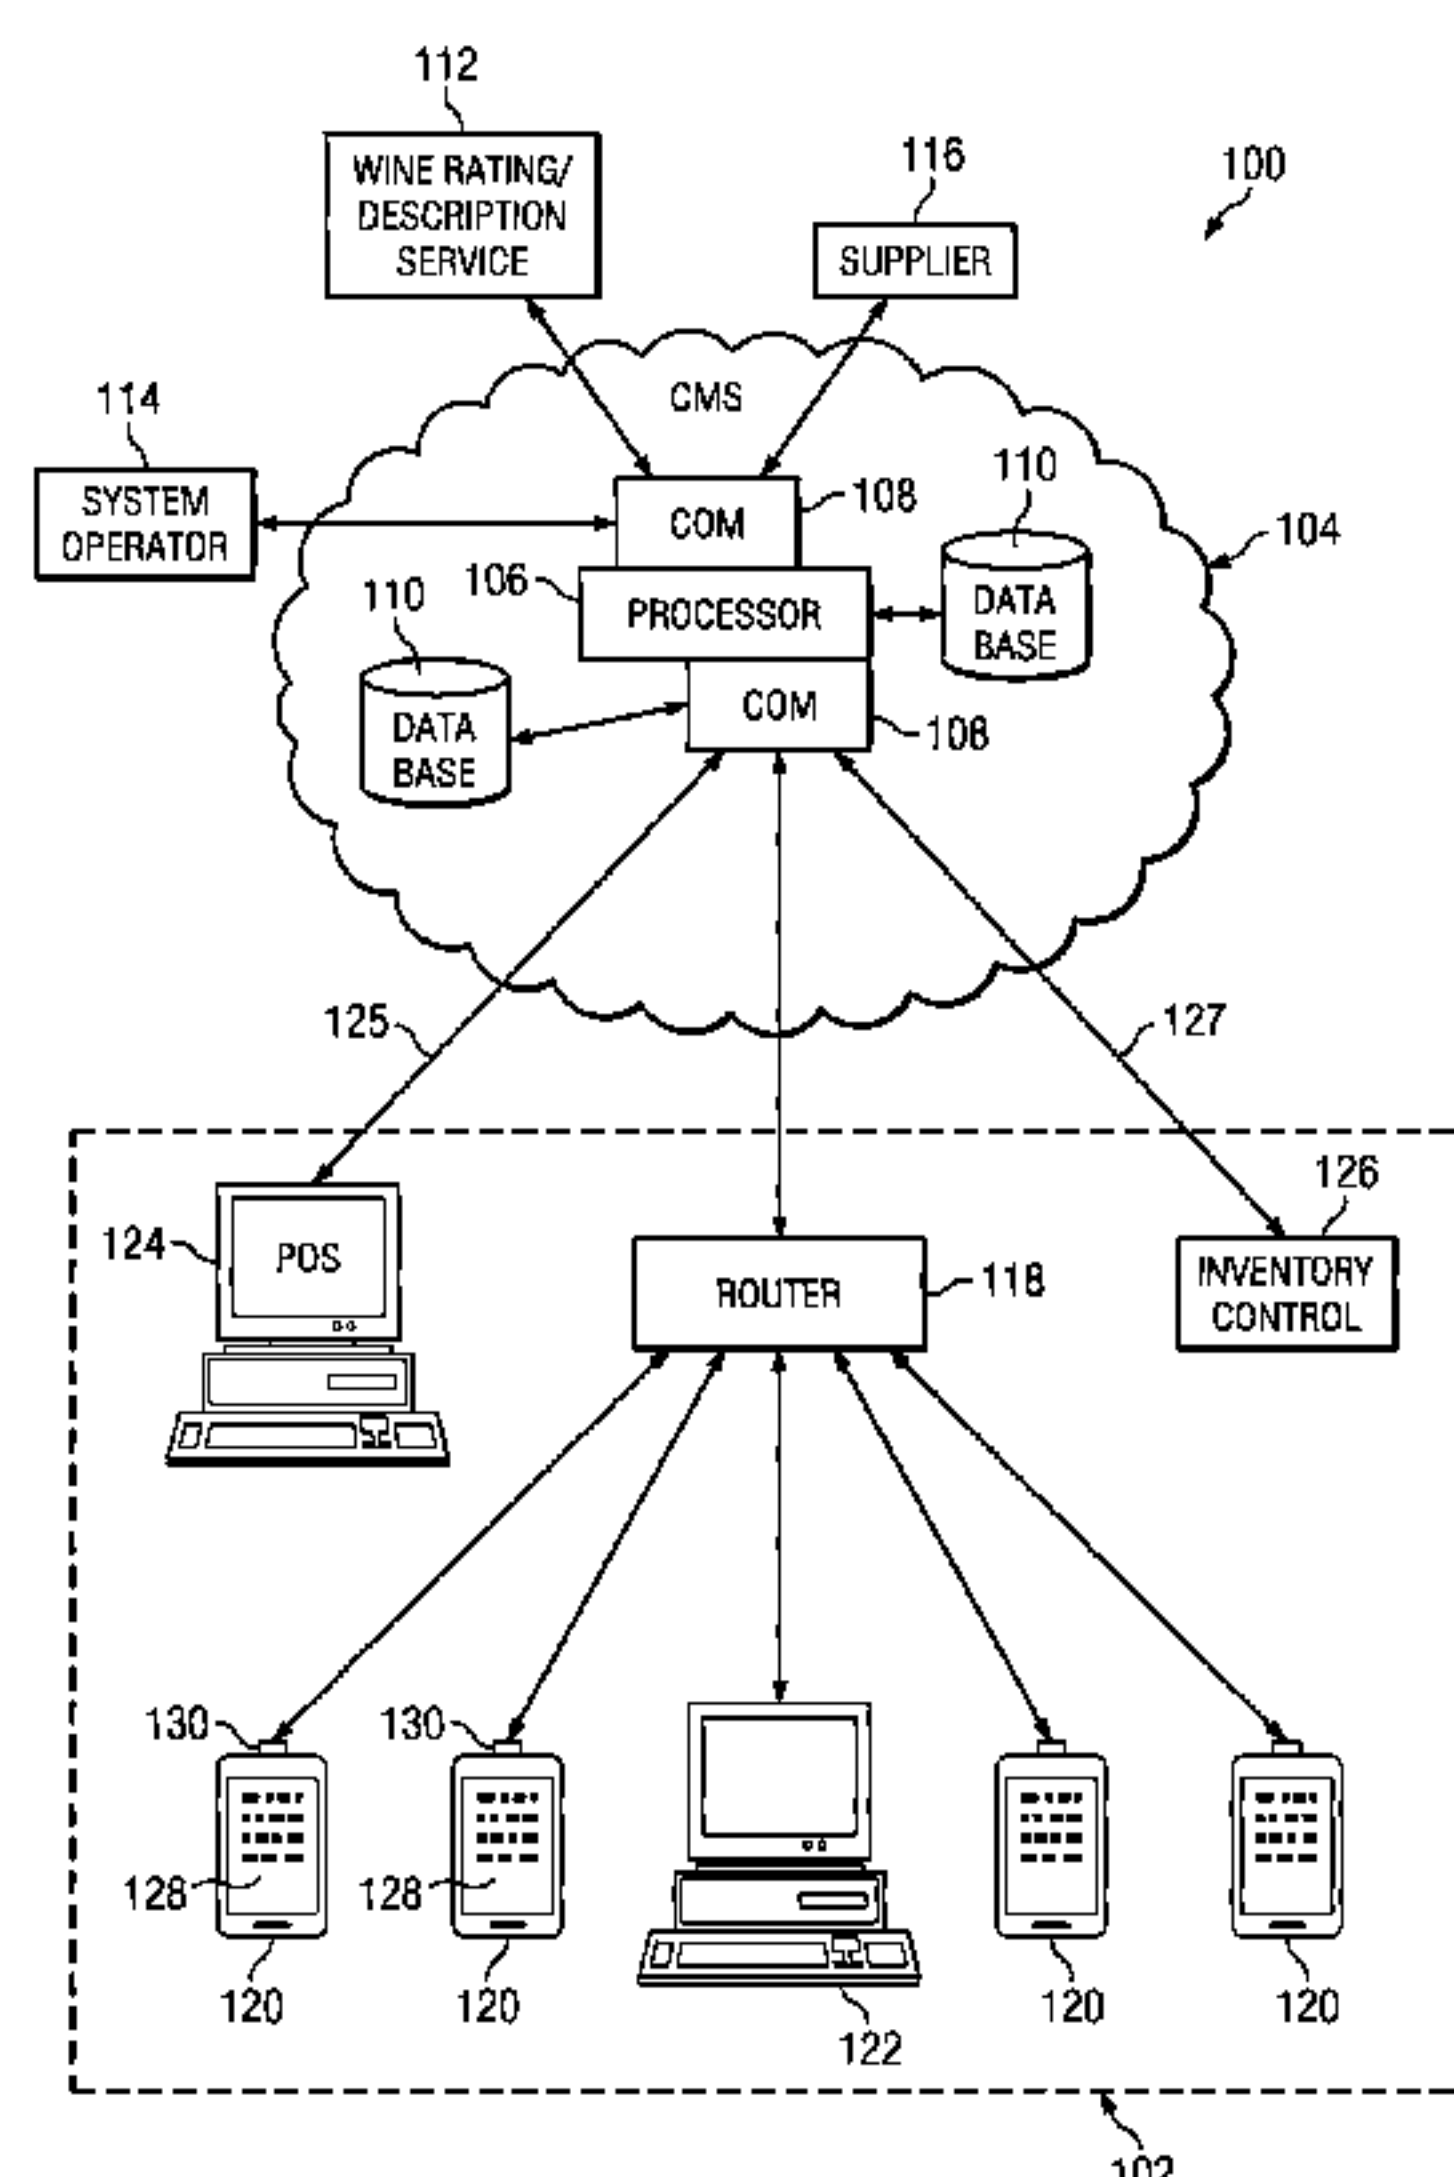 112
WINE RATING/
DESCRIPTION
SERVICE
116
SUPPLIER
100
CMS
114
SYSTEM
OPERATOR
COM
108
110
DATA
BASE
104
106
PROCESSOR
110
DATA
BASE
COM
108
125
127
124
POS
ROUTER
118
126
INVENTORY
CONTROL
130
130
128
128
120
120
122
120
120
102